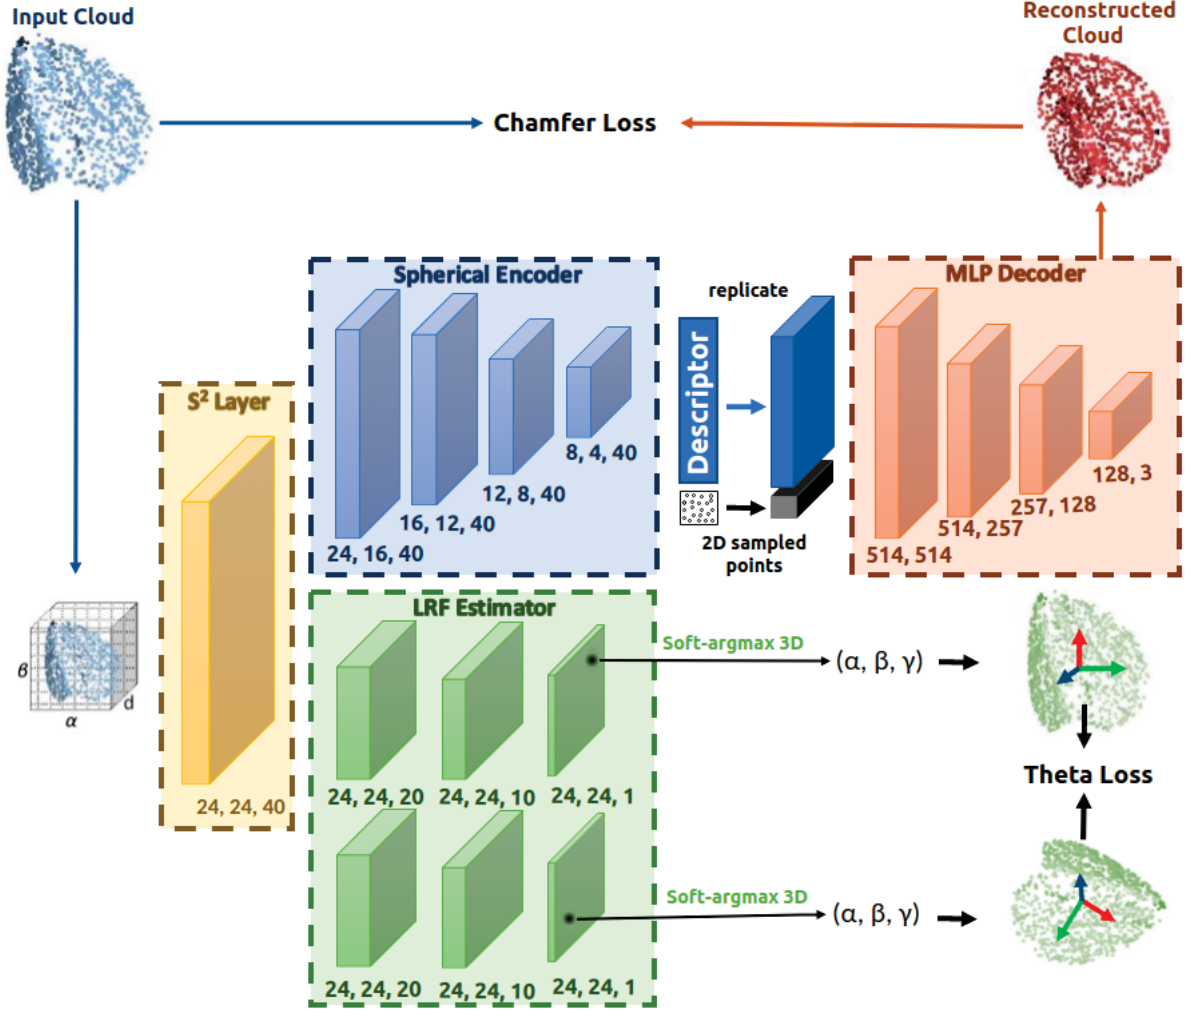 Input Cloud
Reconstructed
Cloud
Chamfer Loss
Spherical Encoder
MLP Decoder
replicate
Descriptor
S² Layer
8, 4, 40
12, 8, 40
16, 12, 40
24, 16, 40
128, 3
257, 128
514, 257
514, 514
2D sampled
points
LRF Estimator
Soft-argmax 3D
(α, β, γ)
β
α
d
24, 24, 40
24, 24, 20
24, 24, 10
24, 24, 1
Theta Loss
Soft-argmax 3D
(α, β, γ)
24, 24, 20
24, 24, 10
24, 24, 1